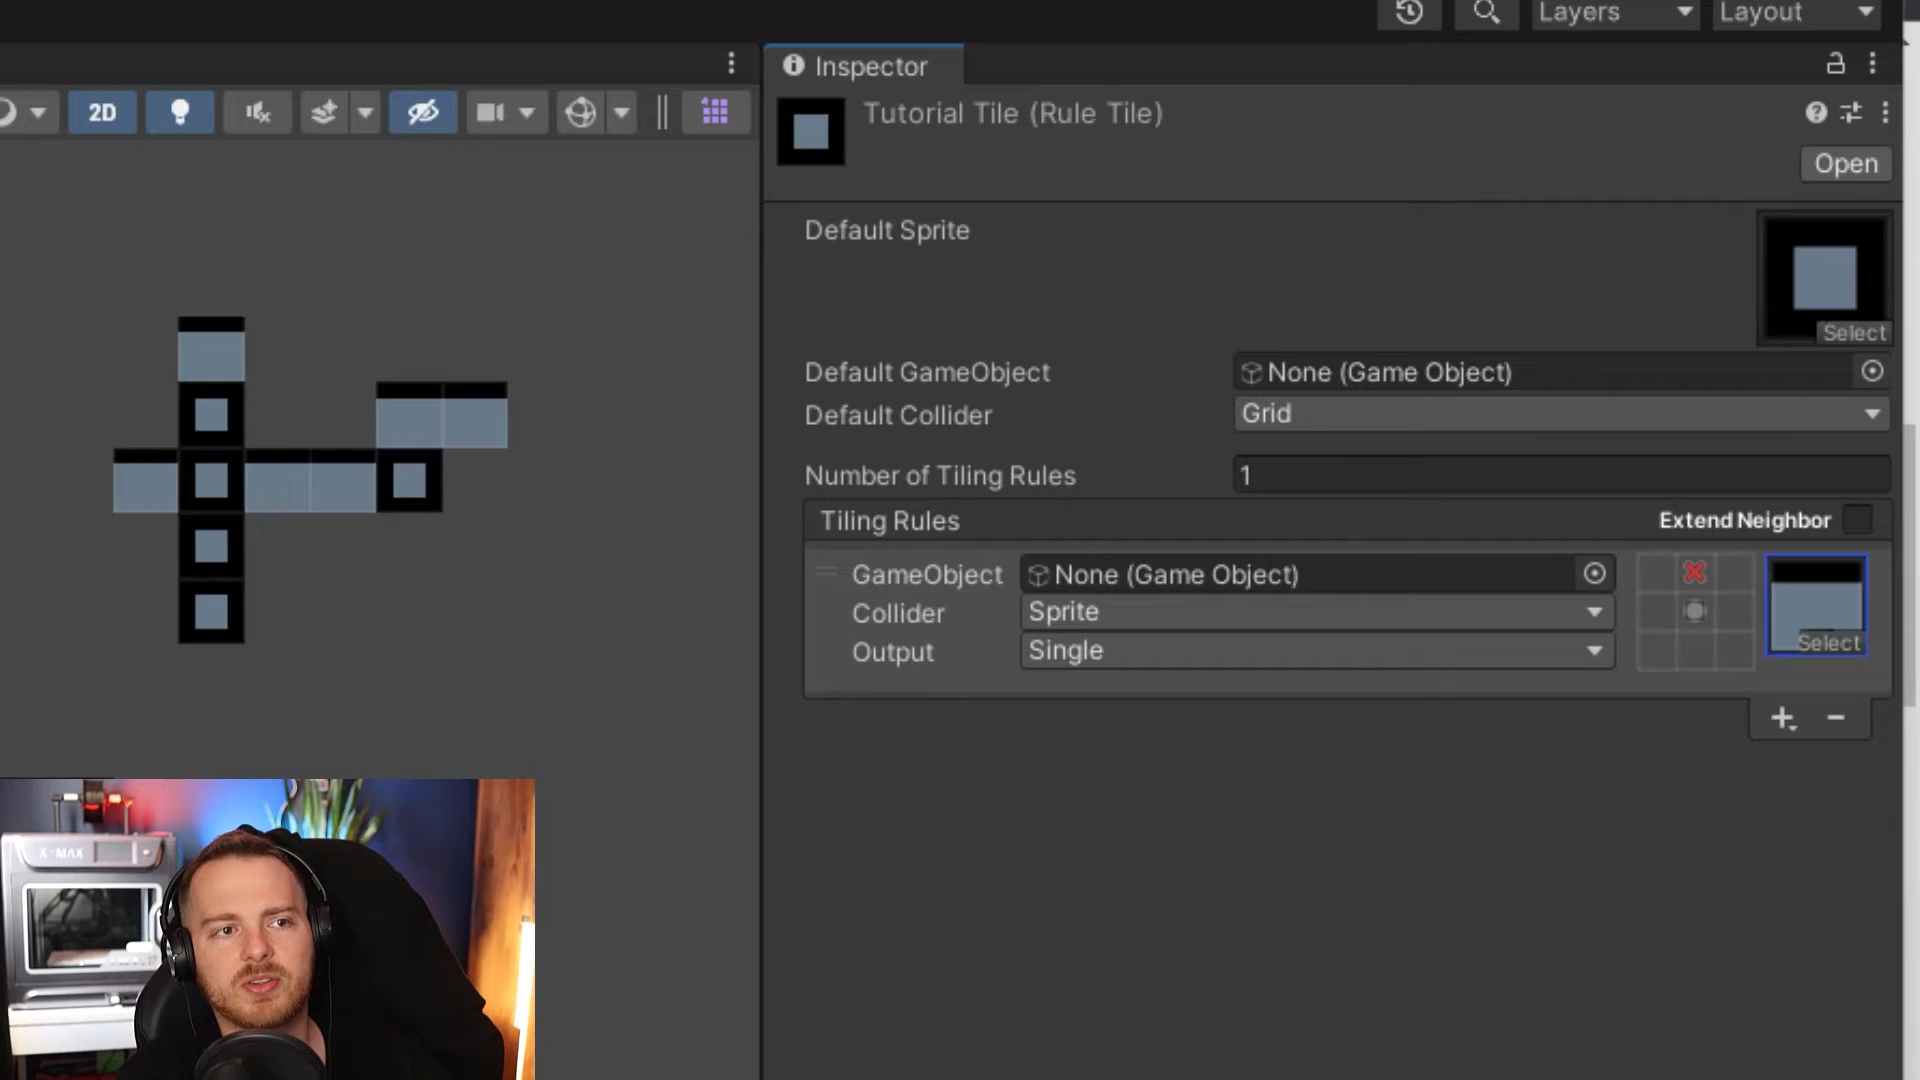 Layers
Layout
Inspector
2D
Tutorial Tile (Rule Tile)
Open
Default Sprite
Select
Default GameObject
None (Game Object)
Default Collider
Grid
Number of Tiling Rules
1
Tiling Rules
Extend Neighbor
GameObject
None (Game Object)
Collider
Sprite
Select
Output
Single
X-MAX